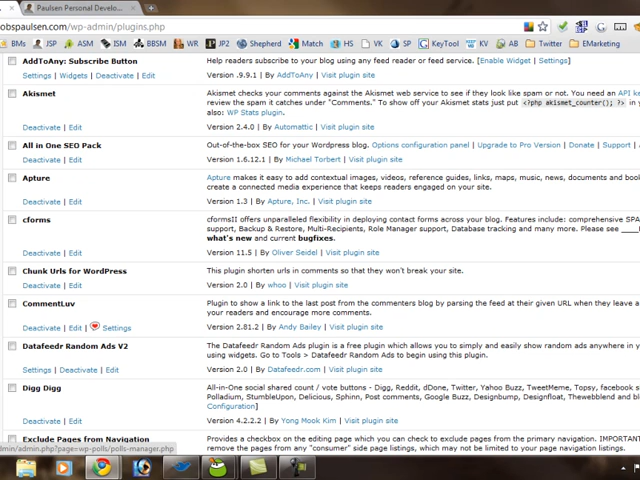 Paulsen Personal Develo...
obspaulsen.com/wp-admin/plugins.php
BMs ASM ISM BBSM WR JP2 Shepherd Match HS VK SP KeyTool KV AB Twitter EMarketing
AddToAny: Subscribe Button
Help readers subscribe to your blog using any feed reader or feed service. [Enable Widget | Settings]
Settings | Widgets | Deactivate | Edit
Version .9.9.1 | By AddToAny | Visit plugin site
Akismet
Akismet checks your comments against the Akismet web service to see if they look like spam or not. You need an API k
review the spam it catches under "Comments." To show off your Akismet stats just put <?php akismet_counter(); ?> in y
also: WP Stats plugin.
Deactivate | Edit
Version 2.4.0 | By Automattic | Visit plugin site
All in One SEO Pack
Out-of-the-box SEO for your WordPress blog. Options configuration panel | Upgrade to Pro Version | Donate | Support |
Deactivate | Edit
Version 1.6.12.1 | By Michael Torbert | Visit plugin site
Apture
Apture makes it easy to add contextual images, videos, reference guides, links, maps, music, news, documents and book
create a connected media experience that keeps readers engaged on your site.
Deactivate | Edit
Version 1.3 | By Apture, Inc. | Visit plugin site
cforms
cformsII offers unparalleled flexibility in deploying contact forms across your blog. Features include: comprehensive SPA
support, Backup & Restore, Multi-Recipients, Role Manager support, Database tracking and many more. Please see ____
what's new and current bugfixes.
Deactivate | Edit
Version 11.5 | By Oliver Seidel | Visit plugin site
Chunk Urls for WordPress
This plugin shorten urls in comments so that they won't break your site.
Deactivate | Edit
Version 2.0 | By whoo | Visit plugin site
CommentLuv
Plugin to show a link to the last post from the commenters blog by parsing the feed at their given URL when they leave a
your readers and encourage more comments.
Deactivate | Edit | Settings
Version 2.81.2 | By Andy Bailey | Visit plugin site
Datafeedr Random Ads V2
The Datafeedr Random Ads plugin is a free plugin which allows you to simply and easily show random ads anywhere in y
using widgets. Go to Tools > Datafeedr Random Ads to begin using this plugin.
Settings | Deactivate | Edit
Version 2.0 | By Datafeedr.com | Visit plugin site
Digg Digg
All-in-One social shared count / vote buttons - Digg, Reddit, dDone, Twitter, Yahoo Buzz, TweetMeme, Topsy, facebook s
Polladium, StumbleUpon, Delicious, Sphinn, Post comments, Google Buzz, Designbump, Designfloat, Thewebblend and b
Configuration]
Deactivate | Edit
Version 4.2.2.2 | By Yong Mook Kim | Visit plugin site
Exclude Pages from Navigation
Provides a checkbox on the editing page which you can check to exclude pages from the primary navigation. IMPORTAN
dmin/admin.php?page=wp-polls/polls-manager.php
remove the pages from any "consumer" side page listings, which may not be limited to your page navigation listings.